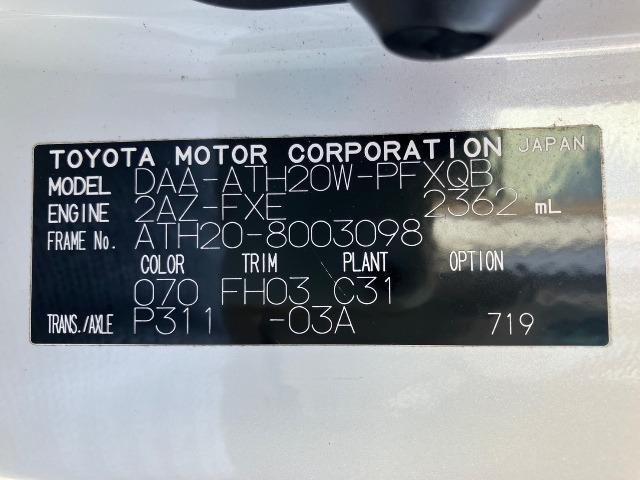 TOYOTA MOTOR CORPORATION JAPAN
MODEL DAA-ATH20W-PFXQB
ENGINE 2AZ-FXE 2362 mL
FRAME No. ATH20-8003098
COLOR TRIM PLANT OPTION
070 FH03 C31
TRANS./AXLE P311 -03A 719